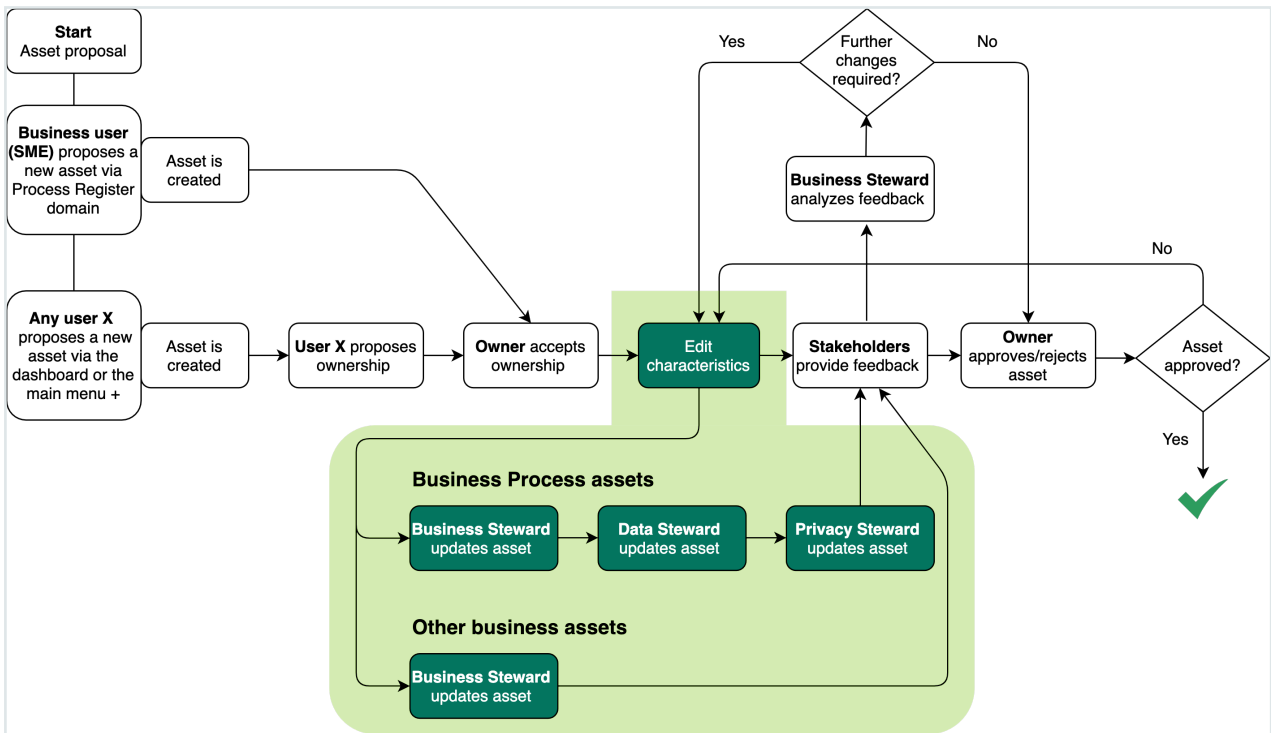 Start
Asset proposal
Business user
(SME) proposes a
new asset via
Process Register
domain
Asset is
created
Any user X
proposes a new
asset via the
dashboard or the
main menu +
Asset is
created
User X proposes
ownership
Owner accepts
ownership
Edit
characteristics
Stakeholders
provide feedback
Business Steward
analyzes feedback
Further
changes
required?
Yes
No
Owner
approves/rejects
asset
Asset
approved?
No
Yes
Business Process assets
Business Steward
updates asset
Data Steward
updates asset
Privacy Steward
updates asset
Other business assets
Business Steward
updates asset